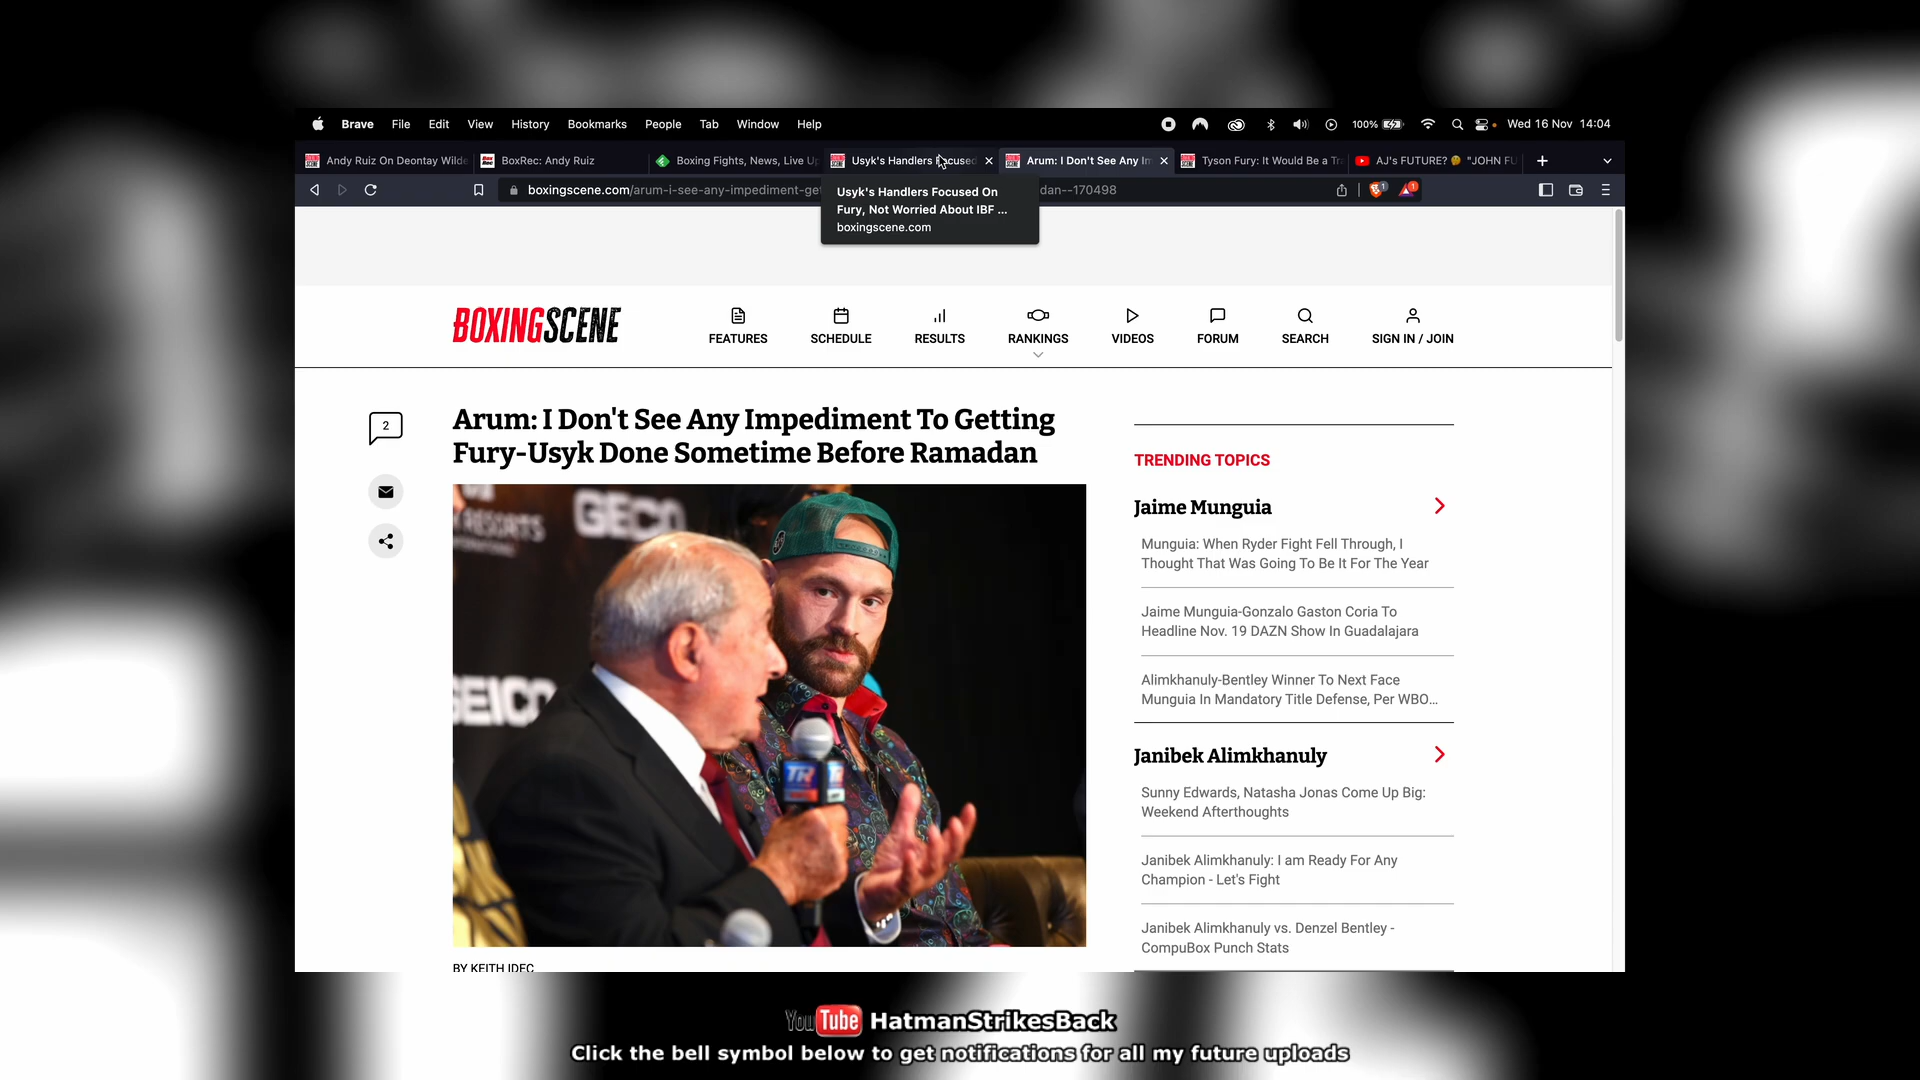 Brave File Edit View History Bookmarks People Tab Window Help 100% Wed 16 Nov 14:04
Andy Ruiz On Deontay Wilde BoxRec: Andy Ruiz Boxing Fights, News, Live Up Usyk's Handlers Focused Arum: I Don't See Any Im Tyson Fury: It Would Be a Tra AJ's FUTURE? "JOHN FU
boxingscene.com/arum-i-see-any-impediment-get dan--170498
Usyk's Handlers Focused On
Fury, Not Worried About IBF ...
boxingscene.com
BOXINGSCENE
FEATURES SCHEDULE RESULTS RANKINGS VIDEOS FORUM SEARCH SIGN IN / JOIN
2
Arum: I Don't See Any Impediment To Getting
Fury-Usyk Done Sometime Before Ramadan
GEICO
GEICO
TR
BY KEITH IDEC
TRENDING TOPICS
Jaime Munguia
Munguia: When Ryder Fight Fell Through, I
Thought That Was Going To Be It For The Year
Jaime Munguia-Gonzalo Gaston Coria To
Headline Nov. 19 DAZN Show In Guadalajara
Alimkhanuly-Bentley Winner To Next Face
Munguia In Mandatory Title Defense, Per WBO...
Janibek Alimkhanuly
Sunny Edwards, Natasha Jonas Come Up Big:
Weekend Afterthoughts
Janibek Alimkhanuly: I am Ready For Any
Champion - Let's Fight
Janibek Alimkhanuly vs. Denzel Bentley -
CompuBox Punch Stats
YouTube HatmanStrikesBack
Click the bell symbol below to get notifications for all my future uploads